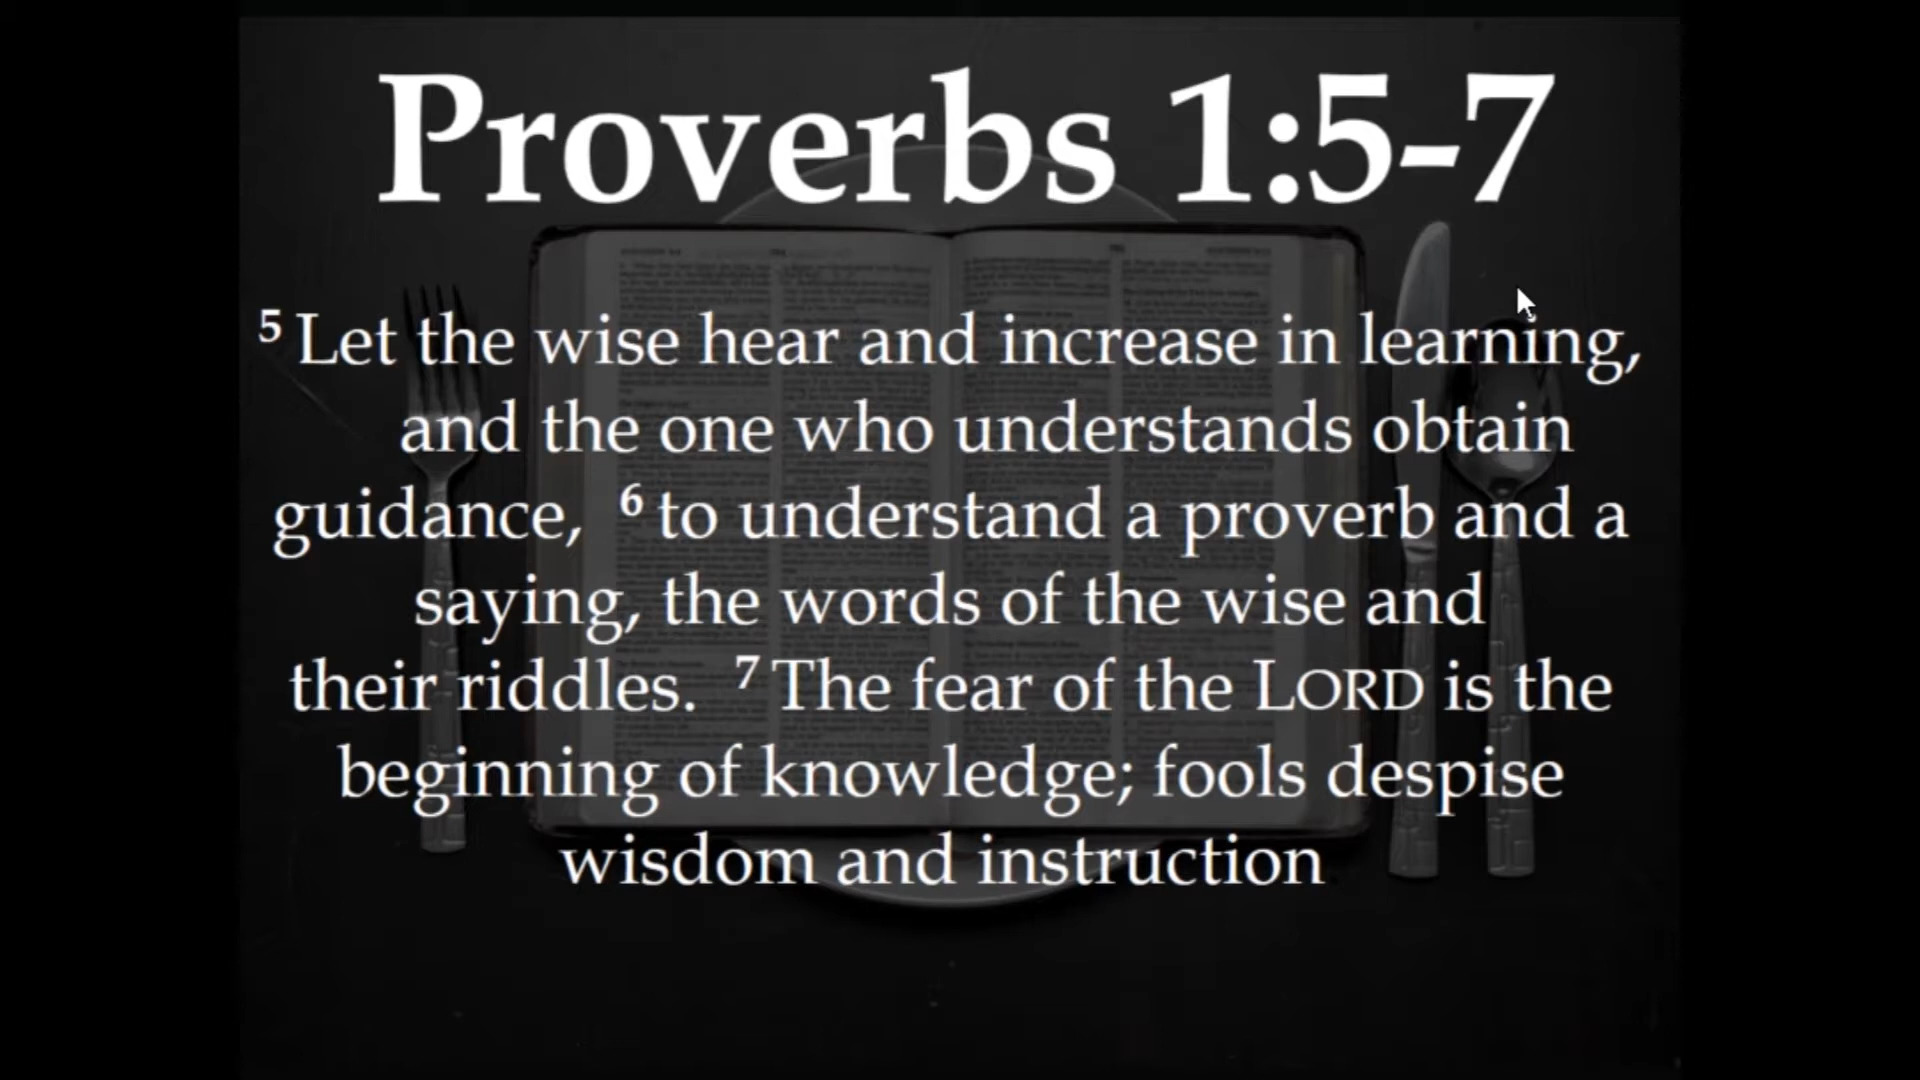 Proverbs 1:5-7
⁵ Let the wise hear and increase in learning,
and the one who understands obtain
guidance, ⁶ to understand a proverb and a
saying, the words of the wise and
their riddles. ⁷ The fear of the LORD is the
beginning of knowledge; fools despise
wisdom and instruction